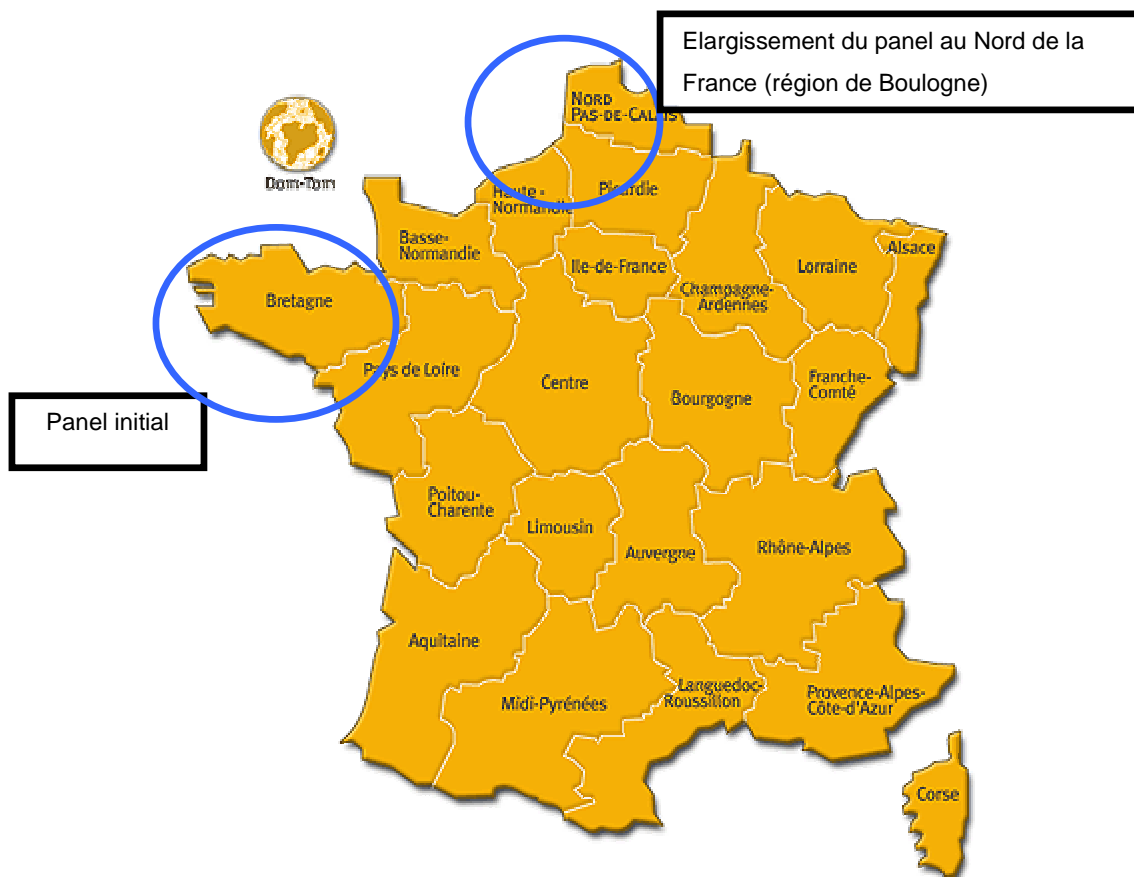 Elargissement du panel au Nord de la
France (région de Boulogne)
NORD
PAS-DE-CALAIS
Dom-Tom
Picardie
Haute-
Normandie
Basse-
Normandie
Ile-de-France
Champagne-
Ardennes
Lorraine
Alsace
Bretagne
Pays de Loire
Centre
Bourgogne
Franche-
Comté
Panel initial
Poitou-
Charente
Limousin
Auvergne
Rhône-Alpes
Aquitaine
Midi-Pyrénées
Languedoc-
Roussillon
Provence-Alpes-
Côte-d'Azur
Corse